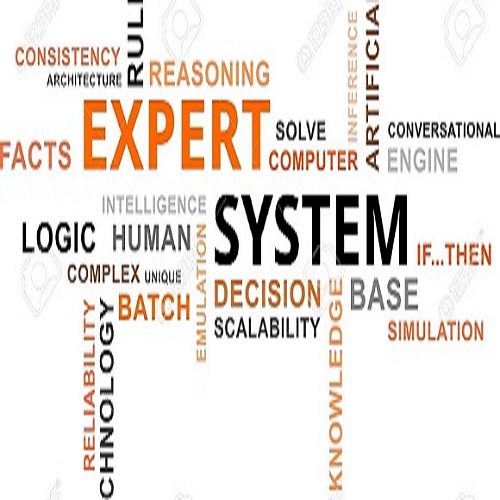 RUL
CONSISTENCY
ARCHITECTURE
REASONING
INFERENCE
ARTIFICIA
EXPERT
SOLVE
CONVERSATIONAL
FACTS
COMPUTER
ENGINE
INTELLIGENCE
SYSTEM
LOGIC
HUMAN
IF...THEN
COMPLEX
UNIQUE
EMULATION
DECISION
BASE
BATCH
SCALABILITY
SIMULATION
RELIABILITY
CHNOLOGY
KNOWLEDGE